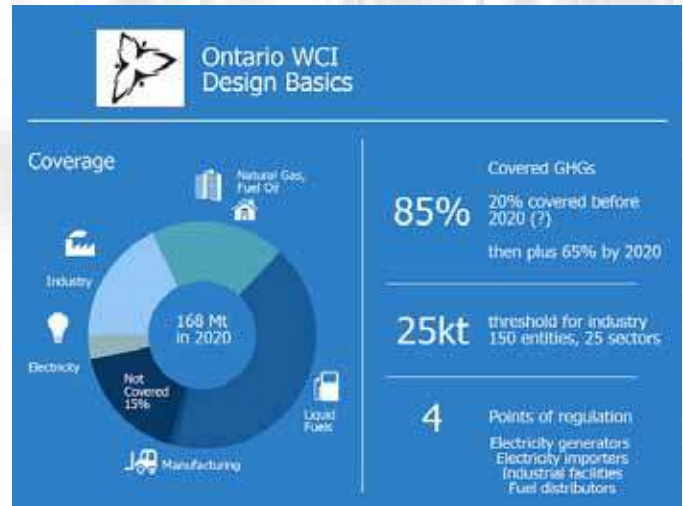 Ontario WCI
Design Basics
Coverage
Natural Gas,
Fuel Oil
Industry
Electricity
168 Mt
in 2020
Not
Covered
15%
Liquid
Fuels
Manufacturing
Covered GHGs
85%
20% covered before
2020 (?)
then plus 65% by 2020
25kt
threshold for industry
150 entities, 25 sectors
4
Points of regulation
Electricity generators
Electricity importers
Industrial facilities
Fuel distributors